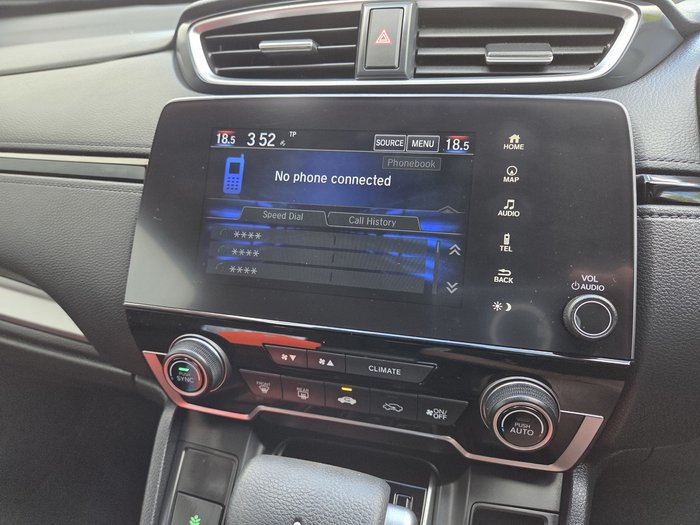 18.5 3 52 TP SOURCE MENU 18.5
Phonebook
No phone connected
Speed Dial Call History
****
****
****
HOME
MAP
AUDIO
TEL
BACK
VOL
AUDIO
CLIMATE
PUSH
SYNC
FRONT REAR
ON/
OFF
PUSH
AUTO